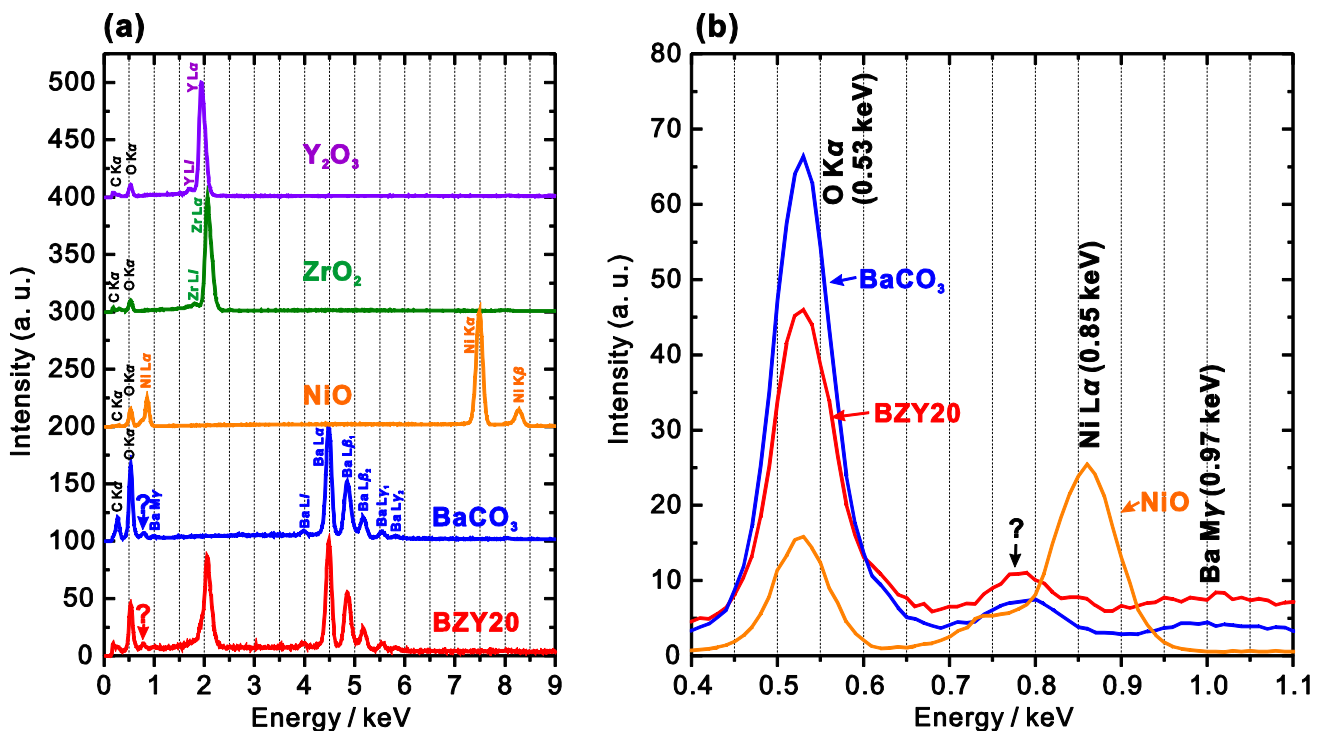 (a)
Intensity (a. u.)
500
450
400
350
300
250
200
150
100
50
0
C Kα
O Kα
Y Ll
Y Lα
Y₂O₃
C Kα
O Kα
Zr Ll
Zr Lα
ZrO₂
C Kα
O Kα
Ni Lα
NiO
Ni Kα
Ni Kβ
C Kα
O Kα
?
Ba Mγ
Ba Ll
Ba Lα
Ba Lβ₁
Ba Lβ₂
Ba Lγ₁
Ba Lγ₂
BaCO₃
?
BZY20
0 1 2 3 4 5 6 7 8 9
Energy / keV
(b)
Intensity (a. u.)
80
70
60
50
40
30
20
10
0
O Kα
(0.53 keV)
BaCO₃
BZY20
?
Ni Lα (0.85 keV)
NiO
Ba Mγ (0.97 keV)
0.4 0.5 0.6 0.7 0.8 0.9 1.0 1.1
Energy / keV